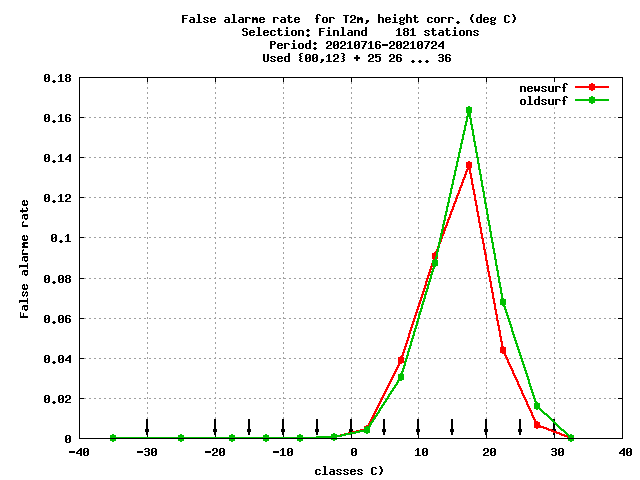 False alarme rate  for T2m, height corr. (deg C)
Selection: Finland    181 stations
Period: 20210716-20210724
Used {00,12} + 25 26 ... 36
newsurf
oldsurf
False alarme rate
0.18
0.16
0.14
0.12
0.1
0.08
0.06
0.04
0.02
0
-40 -30 -20 -10 0 10 20 30 40
classes C)